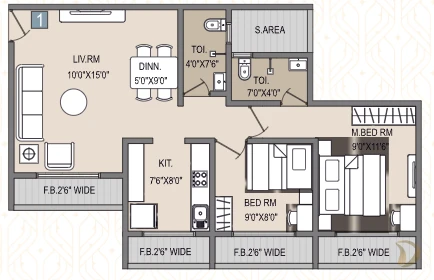 1
LIV.RM
10'0"X15'0"
DINN.
5'0"X9'0"
TOI.
4'0"X7'6"
S.AREA
TOI.
7'0"X4'0"
M.BED RM
9'0"X11'6"
KIT.
7'6"X8'0"
BED RM
9'0"X8'0"
F.B.2'6" WIDE
F.B.2'6" WIDE
F.B.2'6" WIDE
F.B.2'6" WIDE